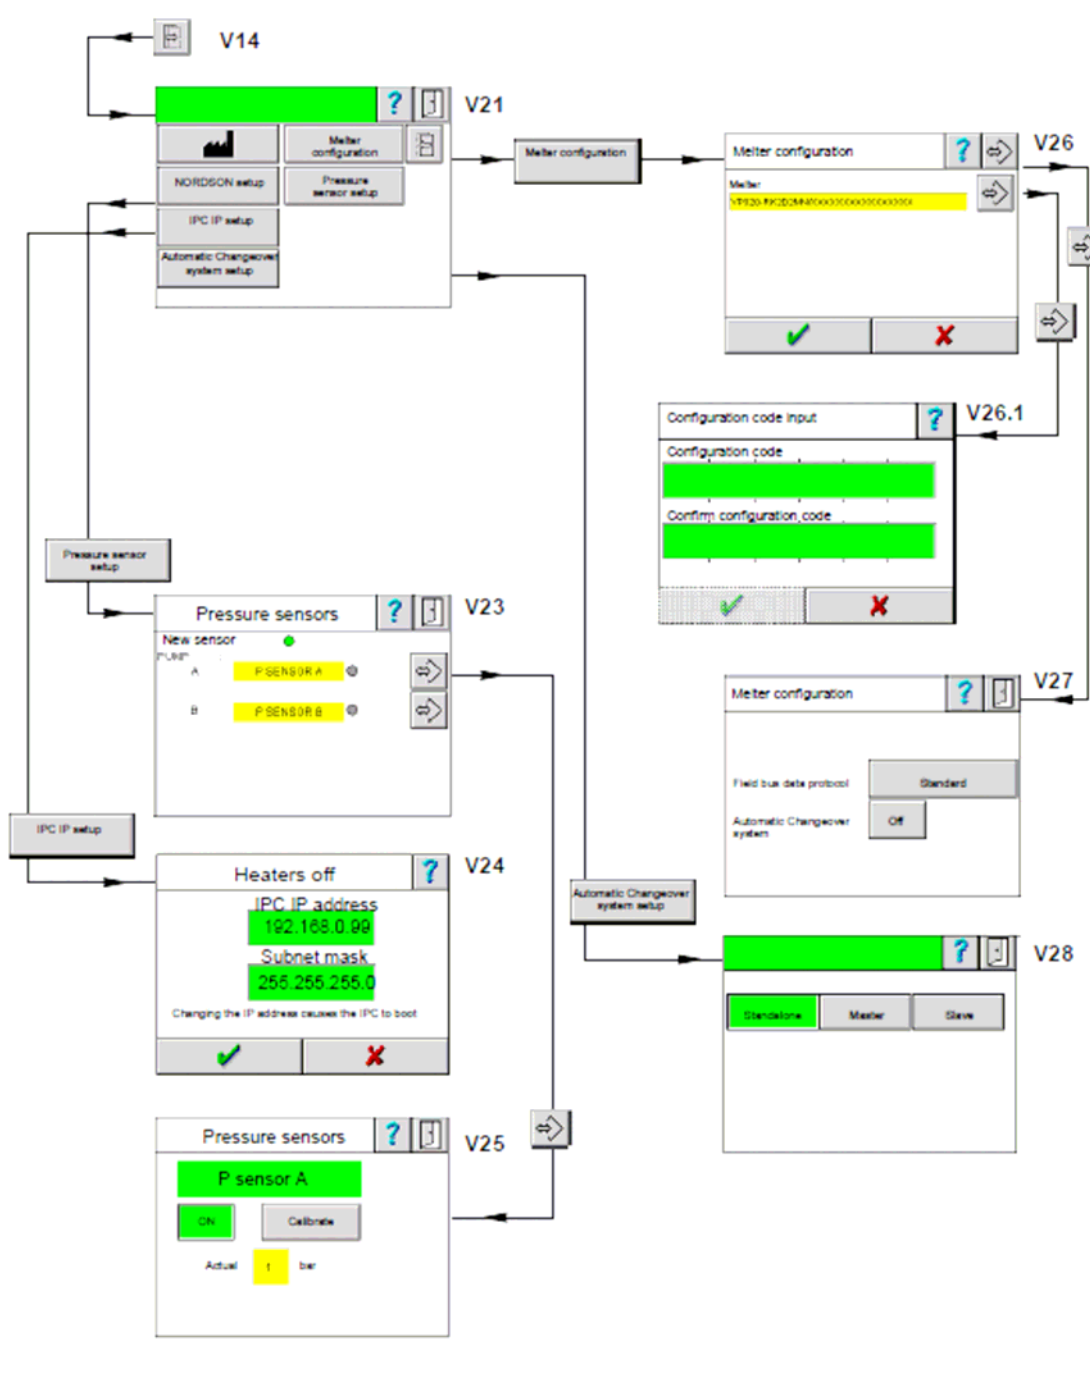 V14
?
V21
Melter
configuration
NORDSON setup
Pressure
sensor setup
IPC IP setup
Automatic Changeover
system setup
Melter configuration
Melter configuration
?
V26
Melter
Configuration code input
?
V26.1
Configuration code
Confirm configuration code
Pressure sensor
setup
Pressure sensors
?
V23
New sensor
PUMP :
A
P SENSOR A
B
P SENSOR B
Melter configuration
?
V27
Field bus data protocol
Standard
Automatic Changeover
system
Off
IPC IP setup
Heaters off
?
V24
IPC IP address
192.168.0.99
Subnet mask
255.255.255.0
Changing the IP address causes the IPC to boot
Automatic Changeover
system setup
?
V28
Standalone
Master
Slave
Pressure sensors
?
V25
P sensor A
ON
Calibrate
Actual
1
bar